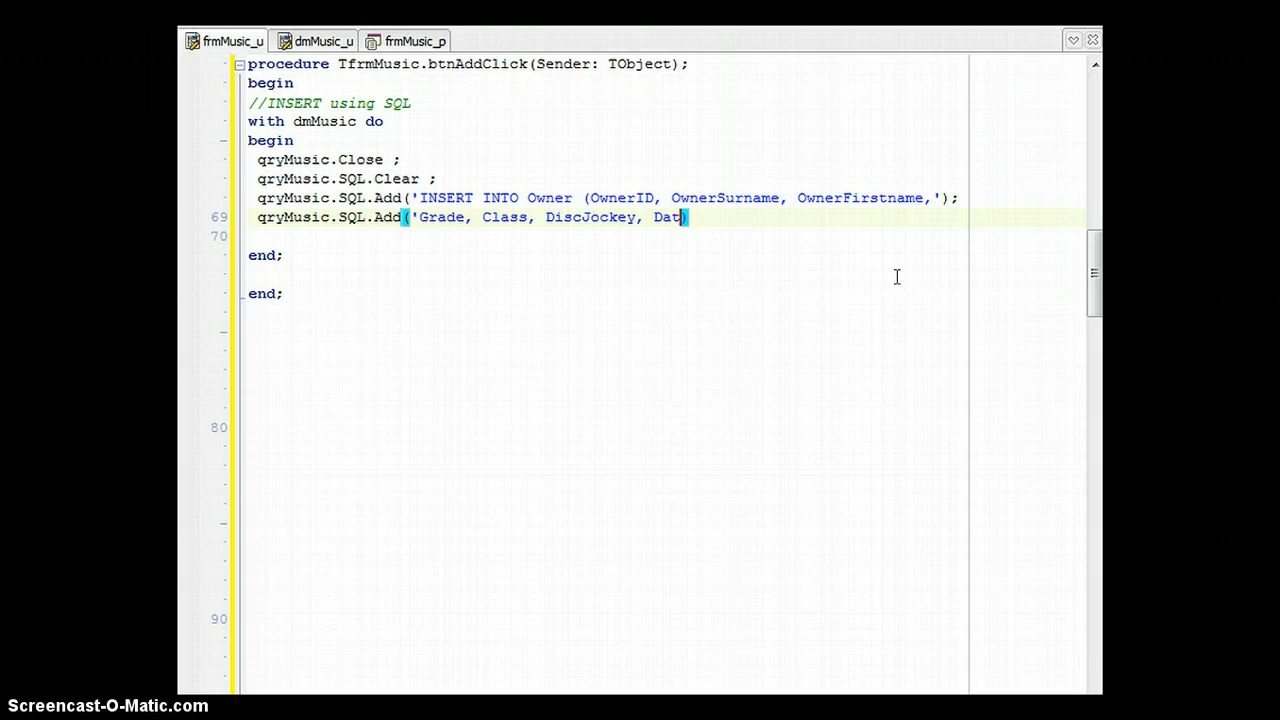 frmMusic_u dmMusic_u frmMusic_p
procedure TfrmMusic.btnAddClick(Sender: TObject);
begin
//INSERT using SQL
with dmMusic do
begin
qryMusic.Close ;
qryMusic.SQL.Clear ;
qryMusic.SQL.Add('INSERT INTO Owner (OwnerID, OwnerSurname, OwnerFirstname,');
69 qryMusic.SQL.Add('Grade, Class, DiscJockey, Dat)
70
end;
end;
80
90
Screencast-O-Matic.com